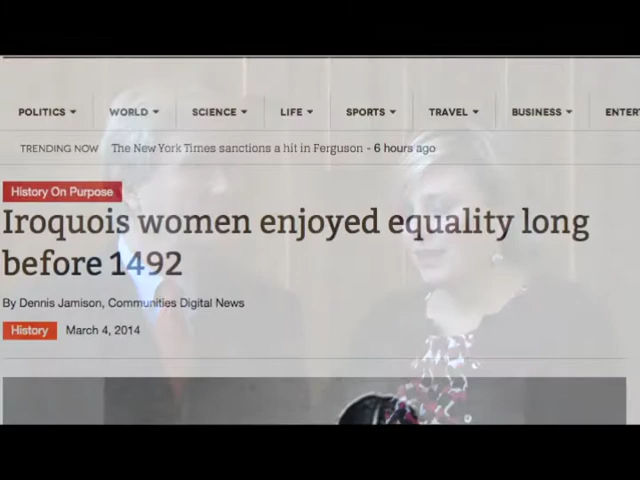 POLITICS WORLD SCIENCE LIFE SPORTS TRAVEL BUSINESS ENTER
TRENDING NOW The New York Times sanctions a hit in Ferguson - 6 hours ago
History On Purpose
Iroquois women enjoyed equality long
before 1492
By Dennis Jamison, Communities Digital News
History March 4, 2014